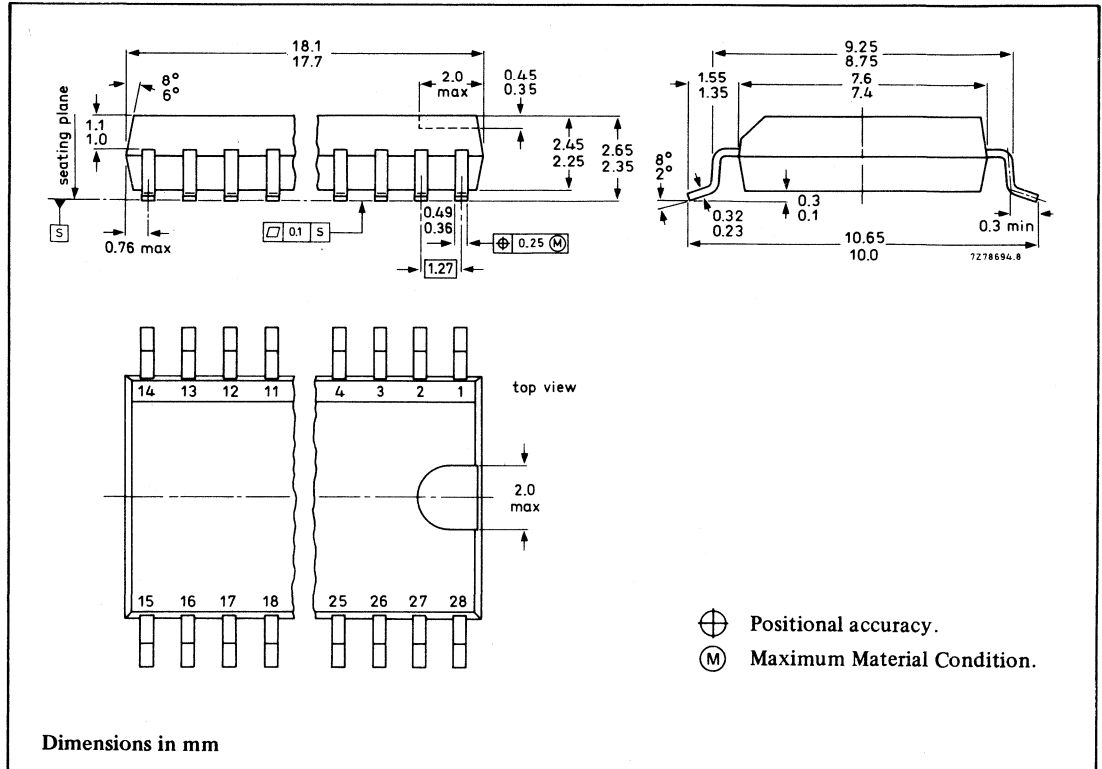 18.1
17.7
8°
6°
2.0
max
0.45
0.35
seating plane
1.1
1.0
2.45
2.25
2.65
2.35
S
0.76 max
0.1 S
0.49
0.36
0.25 M
1.27
9.25
8.75
1.55
1.35
7.6
7.4
8°
2°
0.32
0.23
0.3
0.1
0.3 min
10.65
10.0
7Z78694.8
14 13 12 11 4 3 2 1
top view
2.0
max
15 16 17 18 25 26 27 28
Positional accuracy.
M Maximum Material Condition.
Dimensions in mm